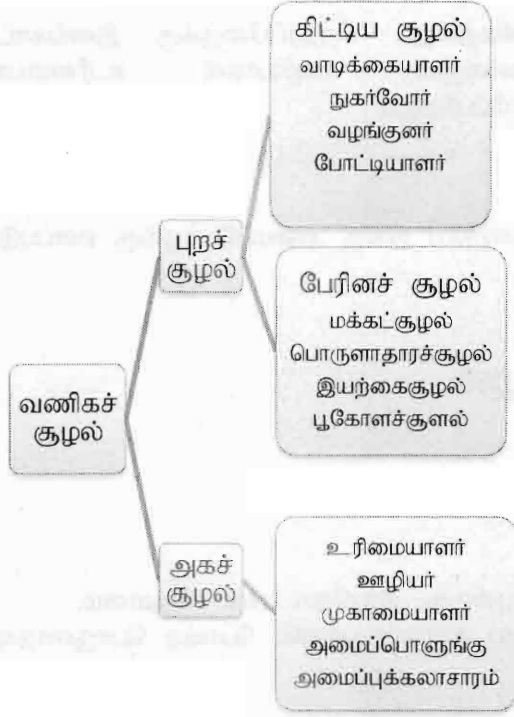 கிட்டிய சூழல்
வாடிக்கையாளர்
நுகர்வோர்
வழங்குனர்
போட்டியாளர்
புறச்
சூழல்
பேரினச் சூழல்
மக்கட்சூழல்
பொருளாதாரச்சூழல்
இயற்கைசூழல்
பூகோளச்சூளல்
வணிகச்
சூழல்
அகச்
சூழல்
உரிமையாளர்
ஊழியர்
முகாமையாளர்
அமைப்பொளுங்கு
அமைப்புக்கலாசாரம்